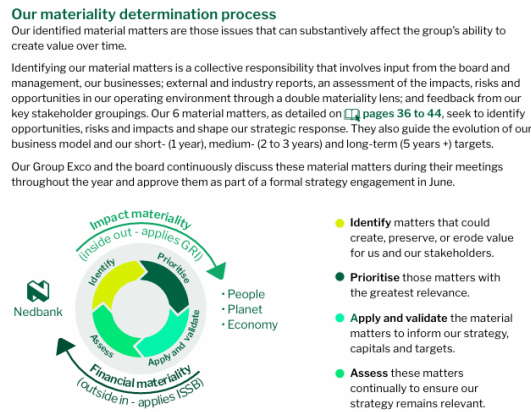 Our materiality determination process
Our identified material matters are those issues that can substantively affect the group's ability to
create value over time.
Identifying our material matters is a collective responsibility that involves input from the board and
management, our businesses; external and industry reports, an assessment of the impacts, risks and
opportunities in our operating environment through a double materiality lens; and feedback from our
key stakeholder groupings. Our 6 material matters, as detailed on pages 36 to 44, seek to identify
opportunities, risks and impacts and shape our strategic response. They also guide the evolution of our
business model and our short- (1 year), medium- (2 to 3 years) and long-term (5 years +) targets.
Our Group Exco and the board continuously discuss these material matters during their meetings
throughout the year and approve them as part of a formal strategy engagement in June.
Impact materiality
(inside out - applies GRI)
Identify
Prioritise
Apply and validate
Assess
Nedbank
• People
• Planet
• Economy
Financial materiality
(outside in - applies ISSB)
Identify matters that could
create, preserve, or erode value
for us and our stakeholders.
Prioritise those matters with
the greatest relevance.
Apply and validate the material
matters to inform our strategy,
capitals and targets.
Assess these matters
continually to ensure our
strategy remains relevant.